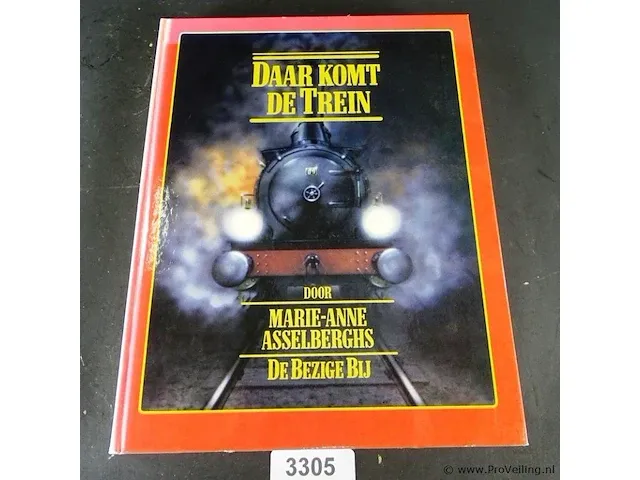 DAAR KOMT
DE TREIN
DOOR
MARIE-ANNE
ASSELBERGHS
DE BEZIGE BIJ
3305
© www.ProVeiling.nl